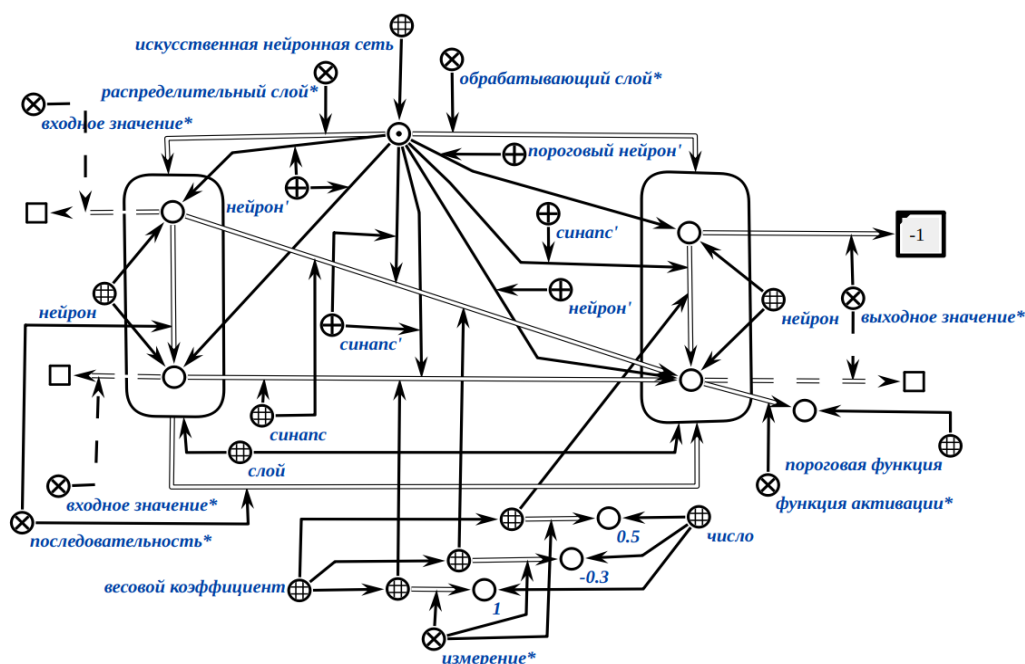 искусственная нейронная сеть
обрабатывающий слой*
распределительный слой*
входное значение*
пороговый нейрон'
нейрон'
синапс'
-1
нейрон'
нейрон
нейрон
выходное значение*
синапс'
синапс
слой
пороговая функция
входное значение*
функция активации*
последовательность*
0.5
число
-0.3
весовой коэффициент
1
измерение*